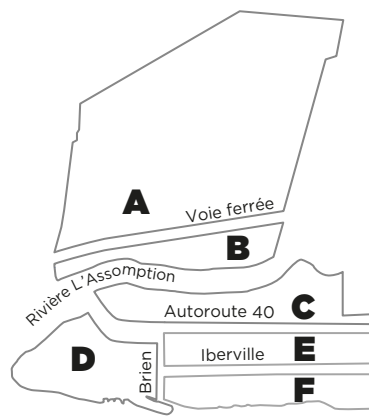 A
Voie ferrée
B
Rivière L'Assomption
Autoroute 40
C
D
Brien
Iberville
E
F